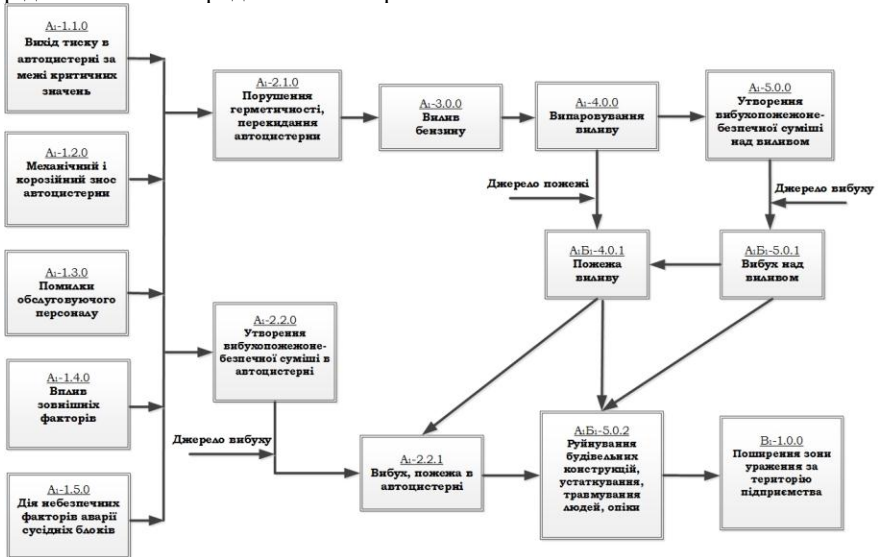 А₁-1.1.0
Вихід тиску в
автоцистерні за
межі критичних
значень
А₁-1.2.0
Механічний і
корозійний знос
автоцистерни
А₁-1.3.0
Помилки
обслуговуючого
персоналу
А₁-1.4.0
Вплив
зовнішніх
факторів
А₁-1.5.0
Дія небезпечних
факторів аварії
сусідніх блоків
А₁-2.1.0
Порушення
герметичності,
перекидання
автоцистерни
А₁-3.0.0
Вилив
бензину
А₁-4.0.0
Випаровування
виливу
А₁-5.0.0
Утворення
вибухопожежоне-
безпечної суміші
над виливом
Джерело пожежі
Джерело вибуху
А₁Б₁-4.0.1
Пожежа
виливу
А₁Б₁-5.0.1
Вибух над
виливом
А₁-2.2.0
Утворення
вибухопожежоне-
безпечної суміші в
автоцистерні
Джерело вибуху
А₁-2.2.1
Вибух, пожежа в
автоцистерні
А₁Б₁-5.0.2
Руйнування
будівельних
конструкцій,
устаткування,
травмування
людей, опіки
В₁-1.0.0
Поширення зони
ураження за
територію
підприємства